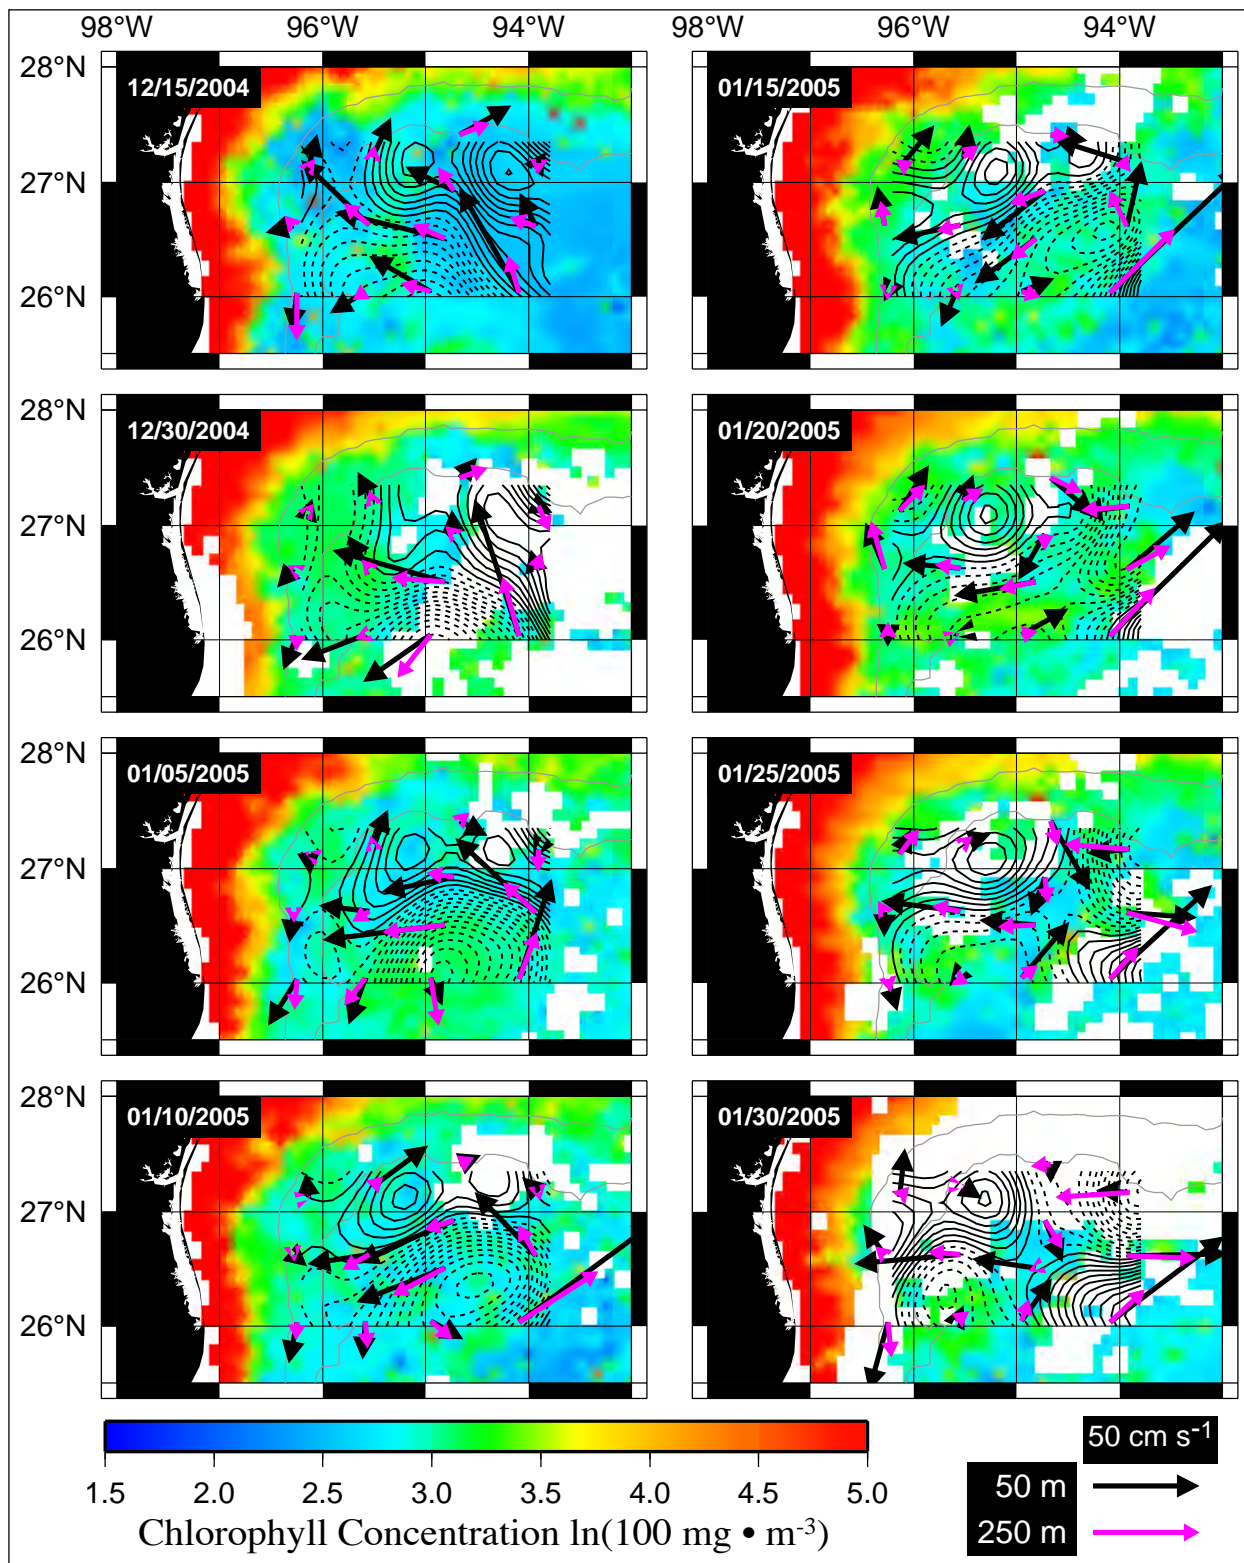 98°W 96°W 94°W 98°W 96°W 94°W
28°N
12/15/2004 01/15/2005
27°N
26°N
28°N
12/30/2004 01/20/2005
27°N
26°N
28°N
01/05/2005 01/25/2005
27°N
26°N
28°N
01/10/2005 01/30/2005
27°N
26°N
1.5 2.0 2.5 3.0 3.5 4.0 4.5 5.0
Chlorophyll Concentration ln(100 mg • m⁻³)
50 cm s⁻¹
50 m
250 m